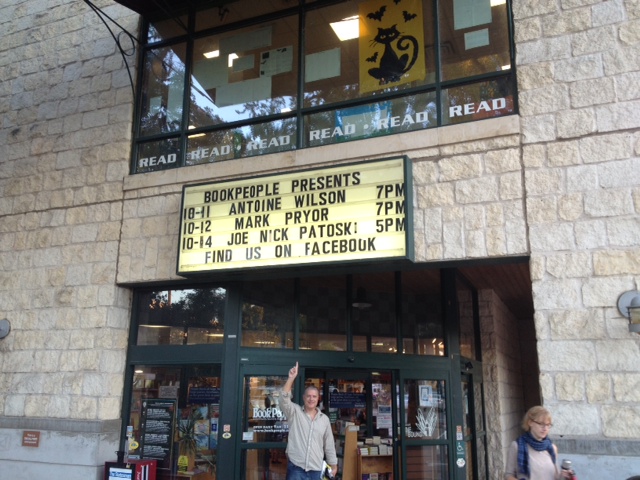 READ READ READ READ READ READ
BOOKPEOPLE PRESENTS
10-11 ANTOINE WILSON 7PM
10-12 MARK PRYOR 7PM
10-14 JOE NICK PATOSKI 5PM
FIND US ON FACEBOOK
BookPeople